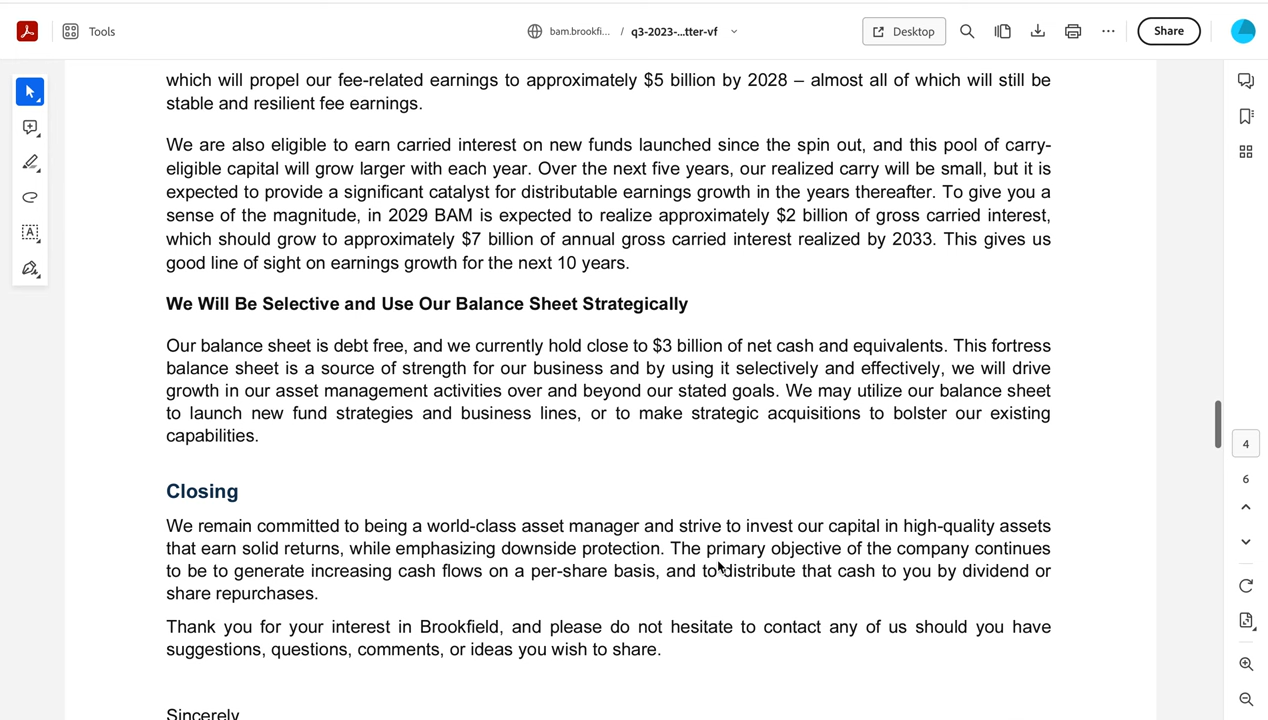 Tools
bam.brookfi... / q3-2023-...tter-vf
Desktop
Share
which will propel our fee-related earnings to approximately $5 billion by 2028 – almost all of which will still be
stable and resilient fee earnings.
We are also eligible to earn carried interest on new funds launched since the spin out, and this pool of carry-
eligible capital will grow larger with each year. Over the next five years, our realized carry will be small, but it is
expected to provide a significant catalyst for distributable earnings growth in the years thereafter. To give you a
sense of the magnitude, in 2029 BAM is expected to realize approximately $2 billion of gross carried interest,
which should grow to approximately $7 billion of annual gross carried interest realized by 2033. This gives us
good line of sight on earnings growth for the next 10 years.
We Will Be Selective and Use Our Balance Sheet Strategically
Our balance sheet is debt free, and we currently hold close to $3 billion of net cash and equivalents. This fortress
balance sheet is a source of strength for our business and by using it selectively and effectively, we will drive
growth in our asset management activities over and beyond our stated goals. We may utilize our balance sheet
to launch new fund strategies and business lines, or to make strategic acquisitions to bolster our existing
capabilities.
Closing
We remain committed to being a world-class asset manager and strive to invest our capital in high-quality assets
that earn solid returns, while emphasizing downside protection. The primary objective of the company continues
to be to generate increasing cash flows on a per-share basis, and to distribute that cash to you by dividend or
share repurchases.
Thank you for your interest in Brookfield, and please do not hesitate to contact any of us should you have
suggestions, questions, comments, or ideas you wish to share.
Sincerely
4
6